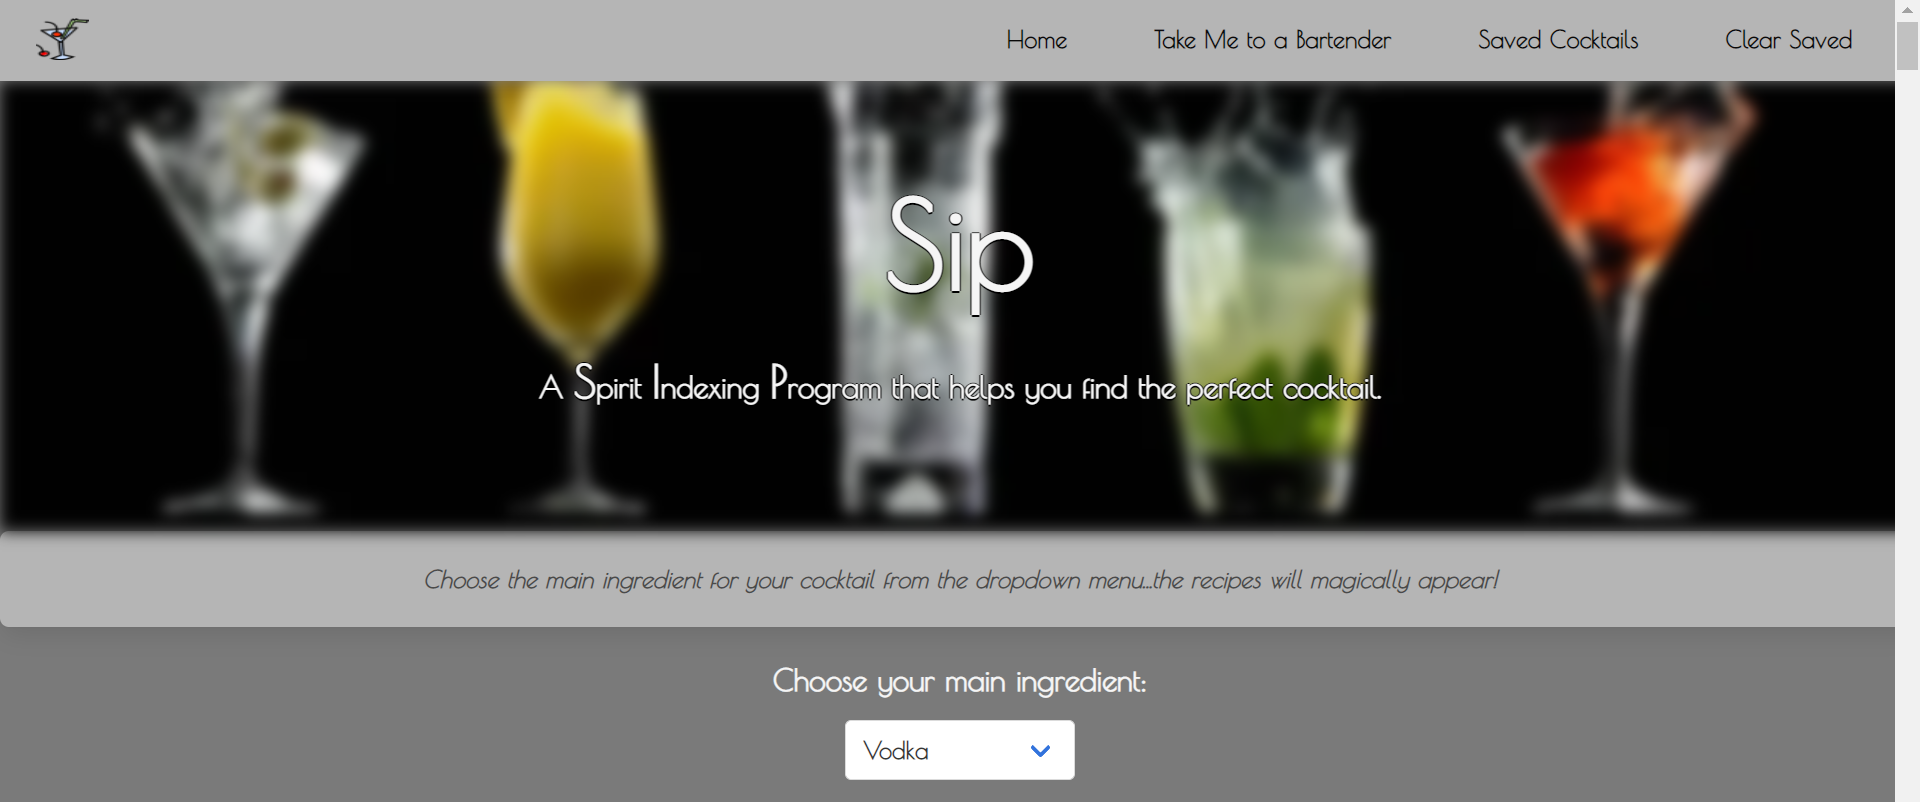 Home Take Me to a Bartender Saved Cocktails Clear Saved
Sip
A Spirit Indexing Program that helps you find the perfect cocktail.
Choose the main ingredient for your cocktail from the dropdown menu...the recipes will magically appear!
Choose your main ingredient:
Vodka